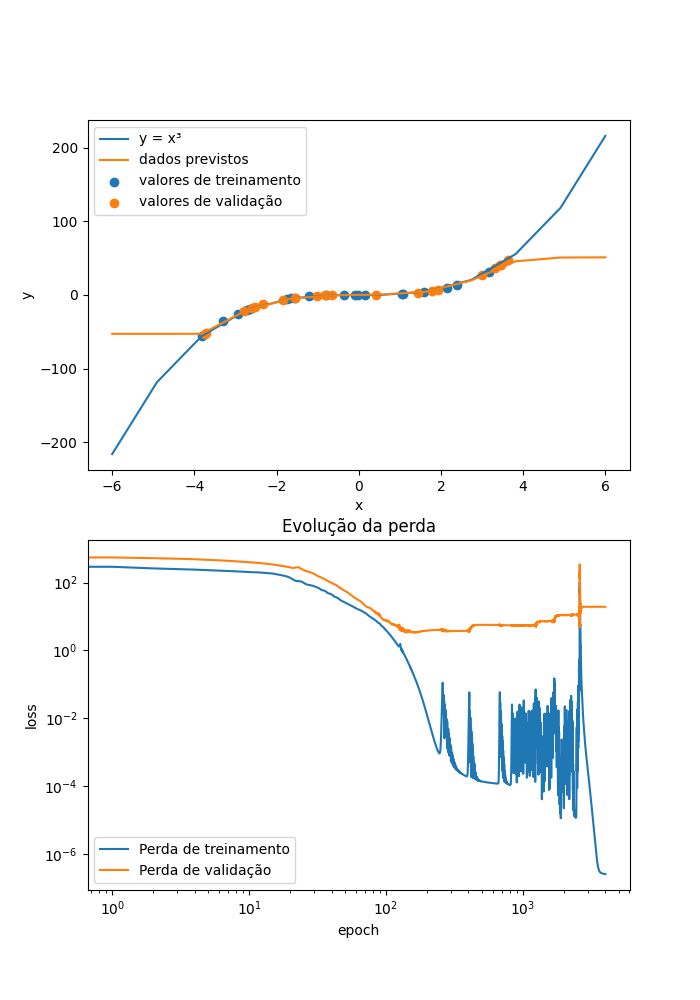 y = x³
dados previstos
valores de treinamento
valores de validação
200
100
0
−100
−200
y
−6
−4
−2
0
2
4
6
x
Evolução da perda
10²
10⁰
10⁻²
10⁻⁴
10⁻⁶
loss
Perda de treinamento
Perda de validação
10⁰
10¹
10²
10³
epoch